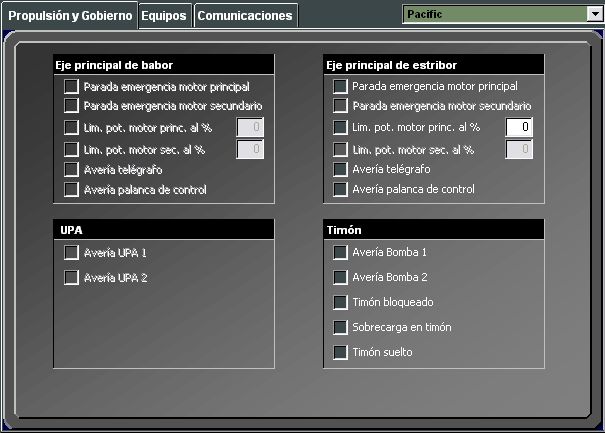 Propulsión y Gobierno Equipos Comunicaciones Pacific
Eje principal de babor
Parada emergencia motor principal
Parada emergencia motor secundario
Lim. pot. motor princ. al % 0
Lim. pot. motor sec. al % 0
Avería telégrafo
Avería palanca de control
Eje principal de estribor
Parada emergencia motor principal
Parada emergencia motor secundario
Lim. pot. motor princ. al % 0
Lim. pot. motor sec. al % 0
Avería telégrafo
Avería palanca de control
UPA
Avería UPA 1
Avería UPA 2
Timón
Avería Bomba 1
Avería Bomba 2
Timón bloqueado
Sobrecarga en timón
Timón suelto